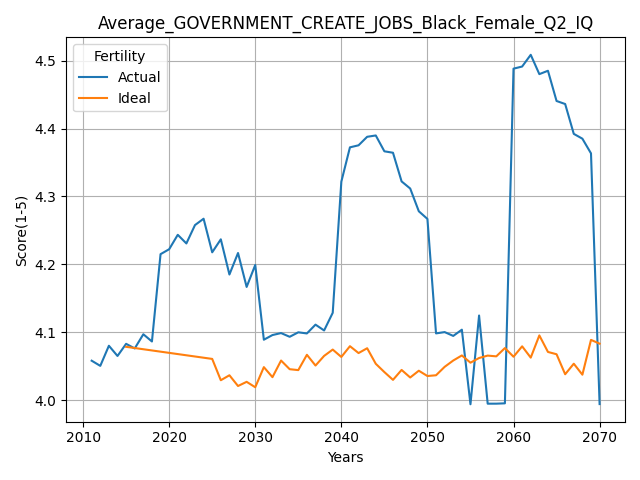 Average_GOVERNMENT_CREATE_JOBS_Black_Female_Q2_IQ
Fertility
Actual
Ideal
Score(1-5)
4.5
4.4
4.3
4.2
4.1
4.0
2010 2020 2030 2040 2050 2060 2070
Years